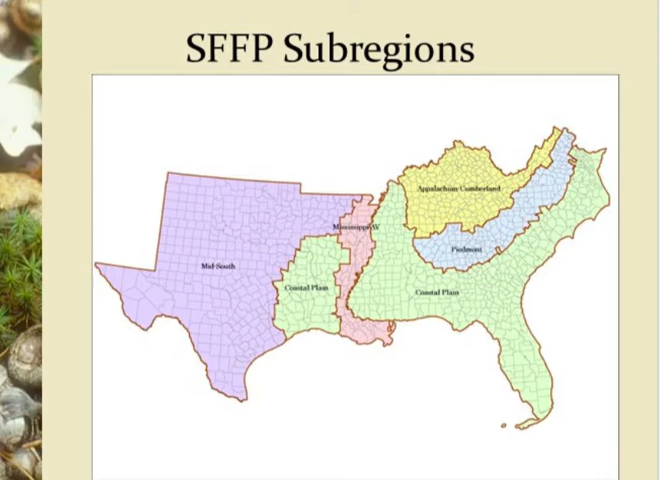 SFFP Subregions
Appalachian-Cumberland
Mississippi AV
Piedmont
Mid-South
Coastal Plain
Coastal Plain